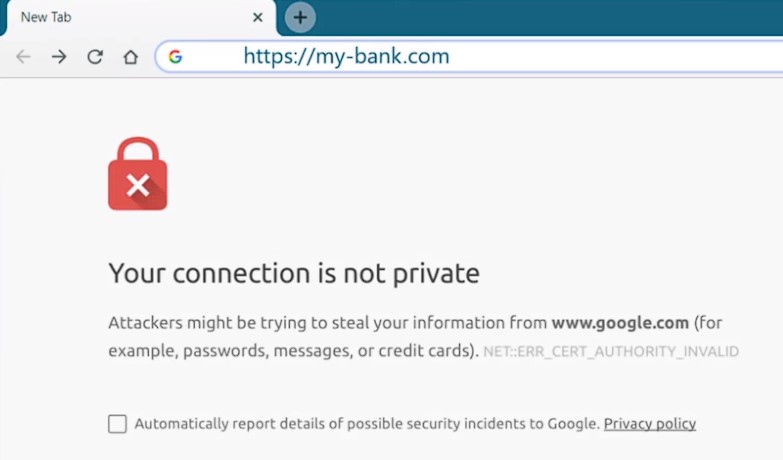 New Tab
https://my-bank.com
Your connection is not private
Attackers might be trying to steal your information from www.google.com (for
example, passwords, messages, or credit cards). NET::ERR_CERT_AUTHORITY_INVALID
Automatically report details of possible security incidents to Google. Privacy policy